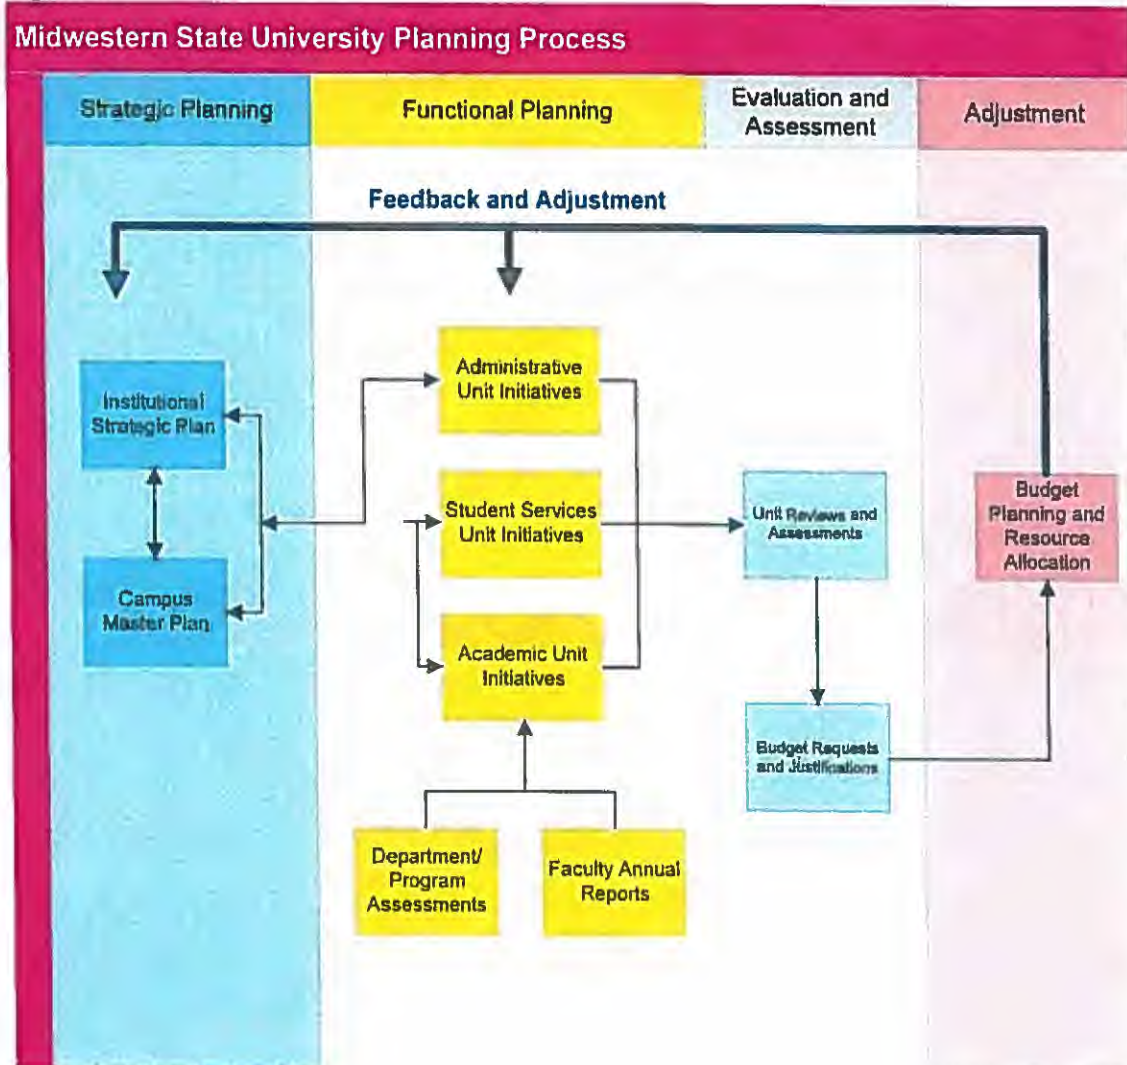 Midwestern State University Planning Process
Strategic Planning
Functional Planning
Evaluation and
Assessment
Adjustment
Feedback and Adjustment
Institutional
Strategic Plan
Campus
Master Plan
Administrative
Unit Initiatives
Student Services
Unit Initiatives
Academic Unit
Initiatives
Department/
Program
Assessments
Faculty Annual
Reports
Unit Reviews and
Assessments
Budget Requests
and Justifications
Budget
Planning and
Resource
Allocation